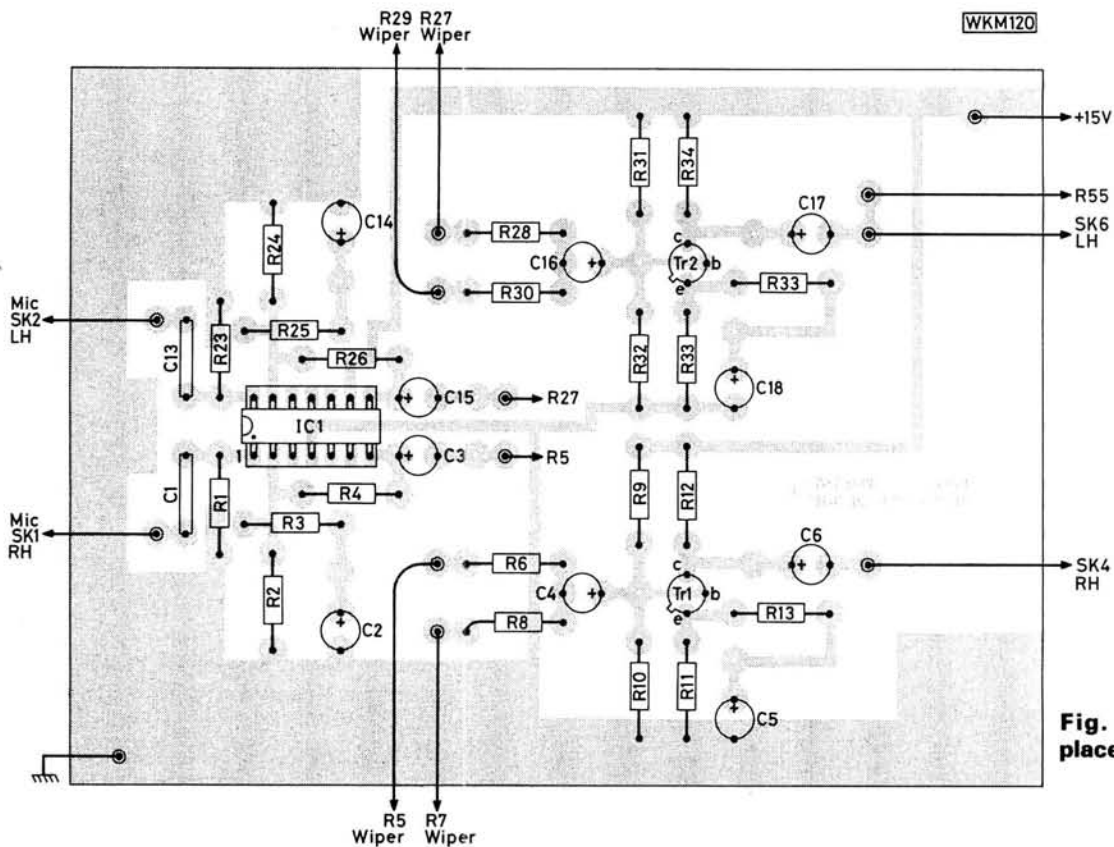 R29 R27
Wiper Wiper
WKM120
+15V
R31
R34
R55
C17
C14
R24
R28
SK6
LH
C16
c
Tr2
b
e
R30
R33
Mic
SK2
LH
C13
R23
R25
R26
R32
R33
C18
C15
R27
IC1
1
C3
R5
C1
R1
R4
R9
R12
R3
Mic
SK1
RH
C6
R6
SK4
RH
R2
C4
c
Tr1
b
e
R13
R8
C2
R10
R11
C5
Fig.
place
R5 R7
Wiper Wiper